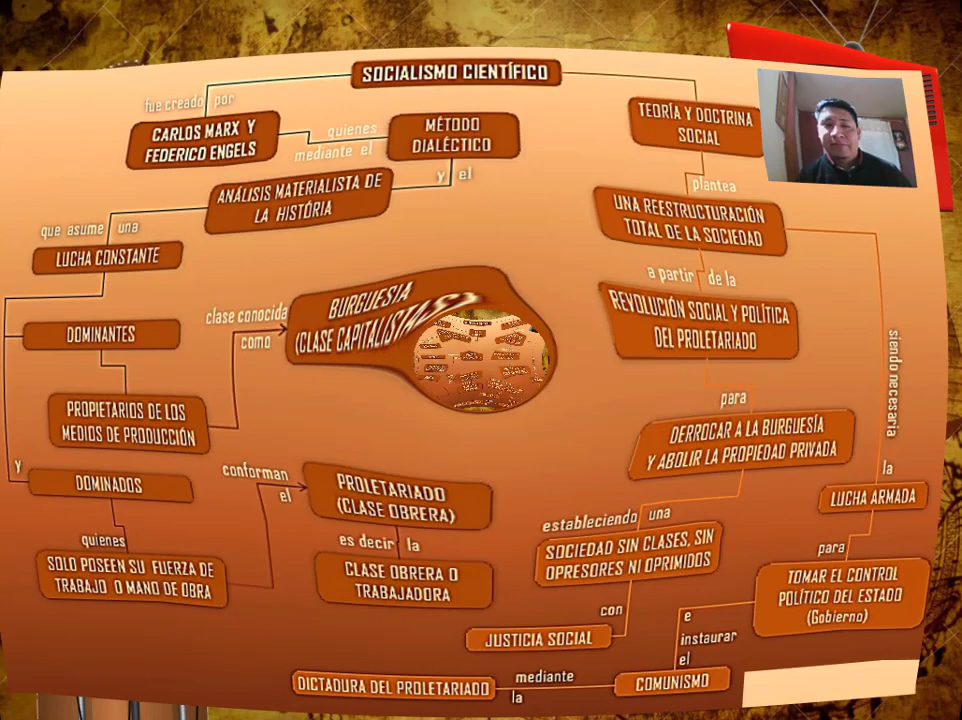 SOCIALISMO CIENTÍFICO
fue creado por
CARLOS MARX Y
FEDERICO ENGELS
quienes
mediante el
MÉTODO
DIALÉCTICO
y el
ANÁLISIS MATERIALISTA DE
LA HISTÓRIA
que asume una
LUCHA CONSTANTE
DOMINANTES
PROPIETARIOS DE LOS
MEDIOS DE PRODUCCIÓN
clase conocida
como
BURGUESIA
(CLASE CAPITALISTAS)
y
DOMINADOS
quienes
SOLO POSEEN SU FUERZA DE
TRABAJO O MANO DE OBRA
conforman
el
PROLETARIADO
(CLASE OBRERA)
es decir la
CLASE OBRERA O
TRABAJADORA
TEORÍA Y DOCTRINA
SOCIAL
plantea
UNA REESTRUCTURACIÓN
TOTAL DE LA SOCIEDAD
a partir de la
REVOLUCIÓN SOCIAL Y POLÍTICA
DEL PROLETARIADO
para
DERROCAR A LA BURGUESÍA
Y ABOLIR LA PROPIEDAD PRIVADA
estableciendo una
SOCIEDAD SIN CLASES, SIN
OPRESORES NI OPRIMIDOS
con
JUSTICIA SOCIAL
siendo necesaria
la
LUCHA ARMADA
para
TOMAR EL CONTROL
POLÍTICO DEL ESTADO
(Gobierno)
e
instaurar
el
COMUNISMO
mediante
la
DICTADURA DEL PROLETARIADO